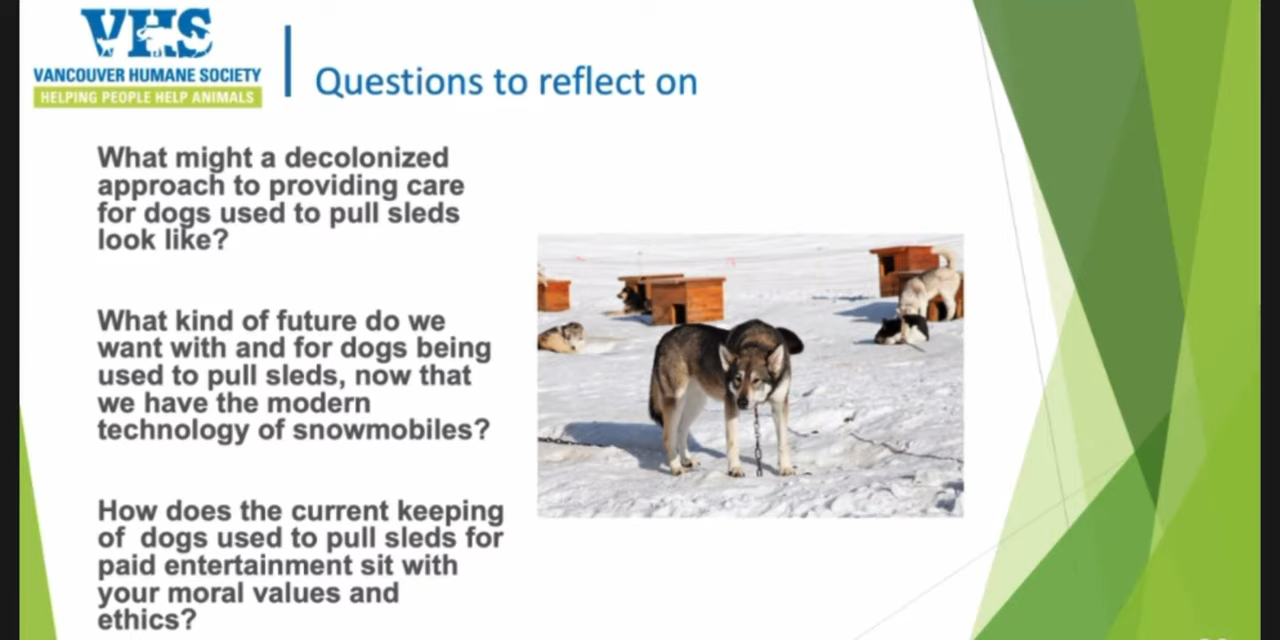 VHS
VANCOUVER HUMANE SOCIETY
HELPING PEOPLE HELP ANIMALS
Questions to reflect on
What might a decolonized
approach to providing care
for dogs used to pull sleds
look like?
What kind of future do we
want with and for dogs being
used to pull sleds, now that
we have the modern
technology of snowmobiles?
How does the current keeping
of  dogs used to pull sleds for
paid entertainment sit with
your moral values and
ethics?